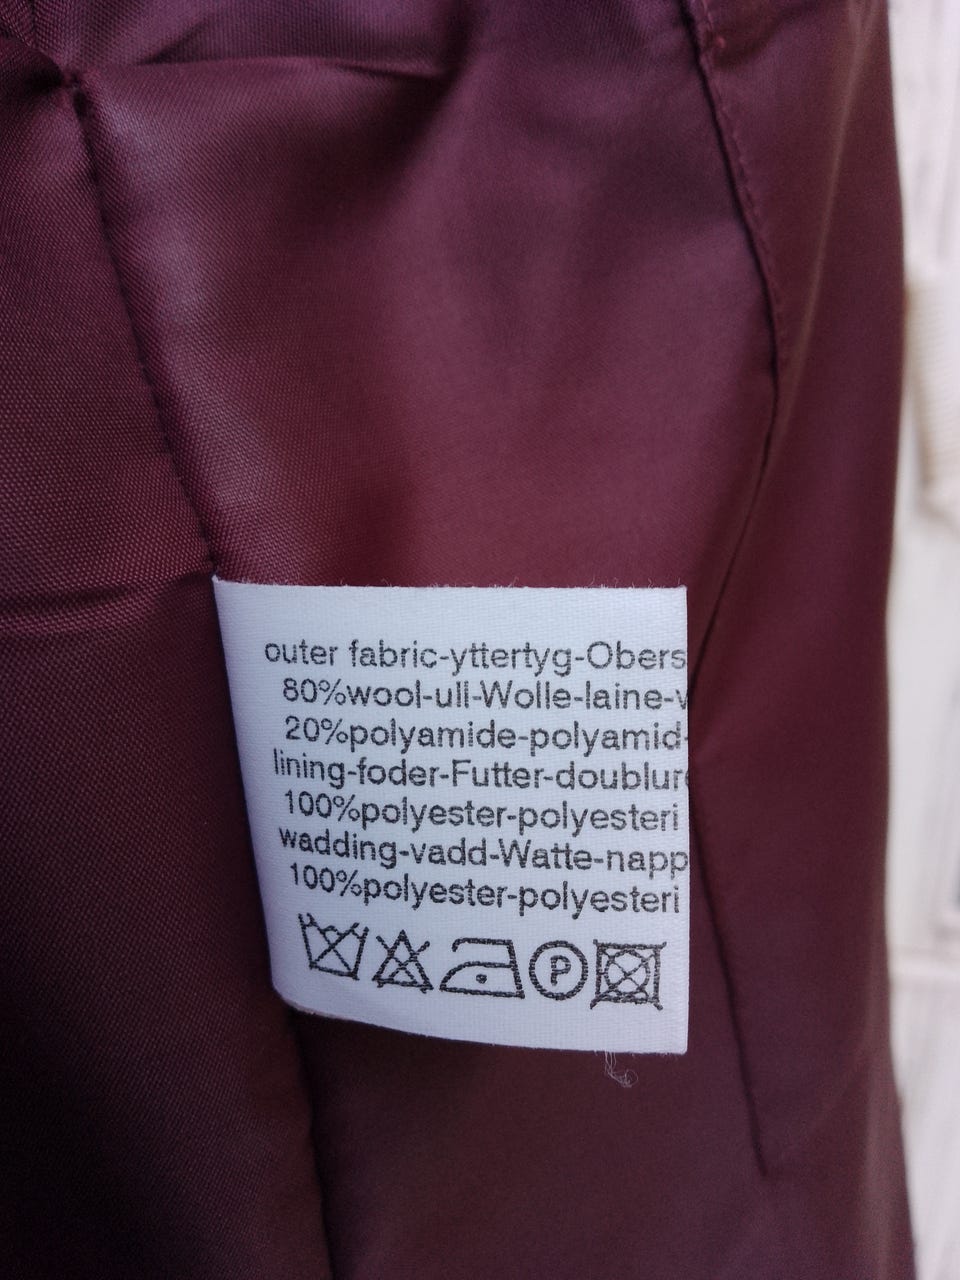 outer fabric-yttertyg-Obers
80%wool-ull-Wolle-laine-v
20%polyamide-polyamid-
lining-foder-Futter-doublure
100%polyester-polyesteri
wadding-vadd-Watte-napp
100%polyester-polyesteri
P